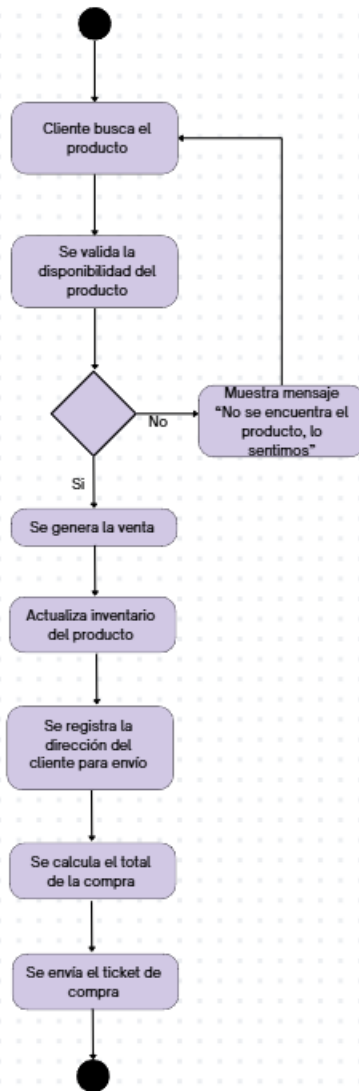 Cliente busca el
producto
Se valida la
disponibilidad del
producto
No
Muestra mensaje
“No se encuentra el
producto, lo
sentimos”
Si
Se genera la venta
Actualiza inventario
del producto
Se registra la
dirección del
cliente para envío
Se calcula el total
de la compra
Se envía el ticket de
compra